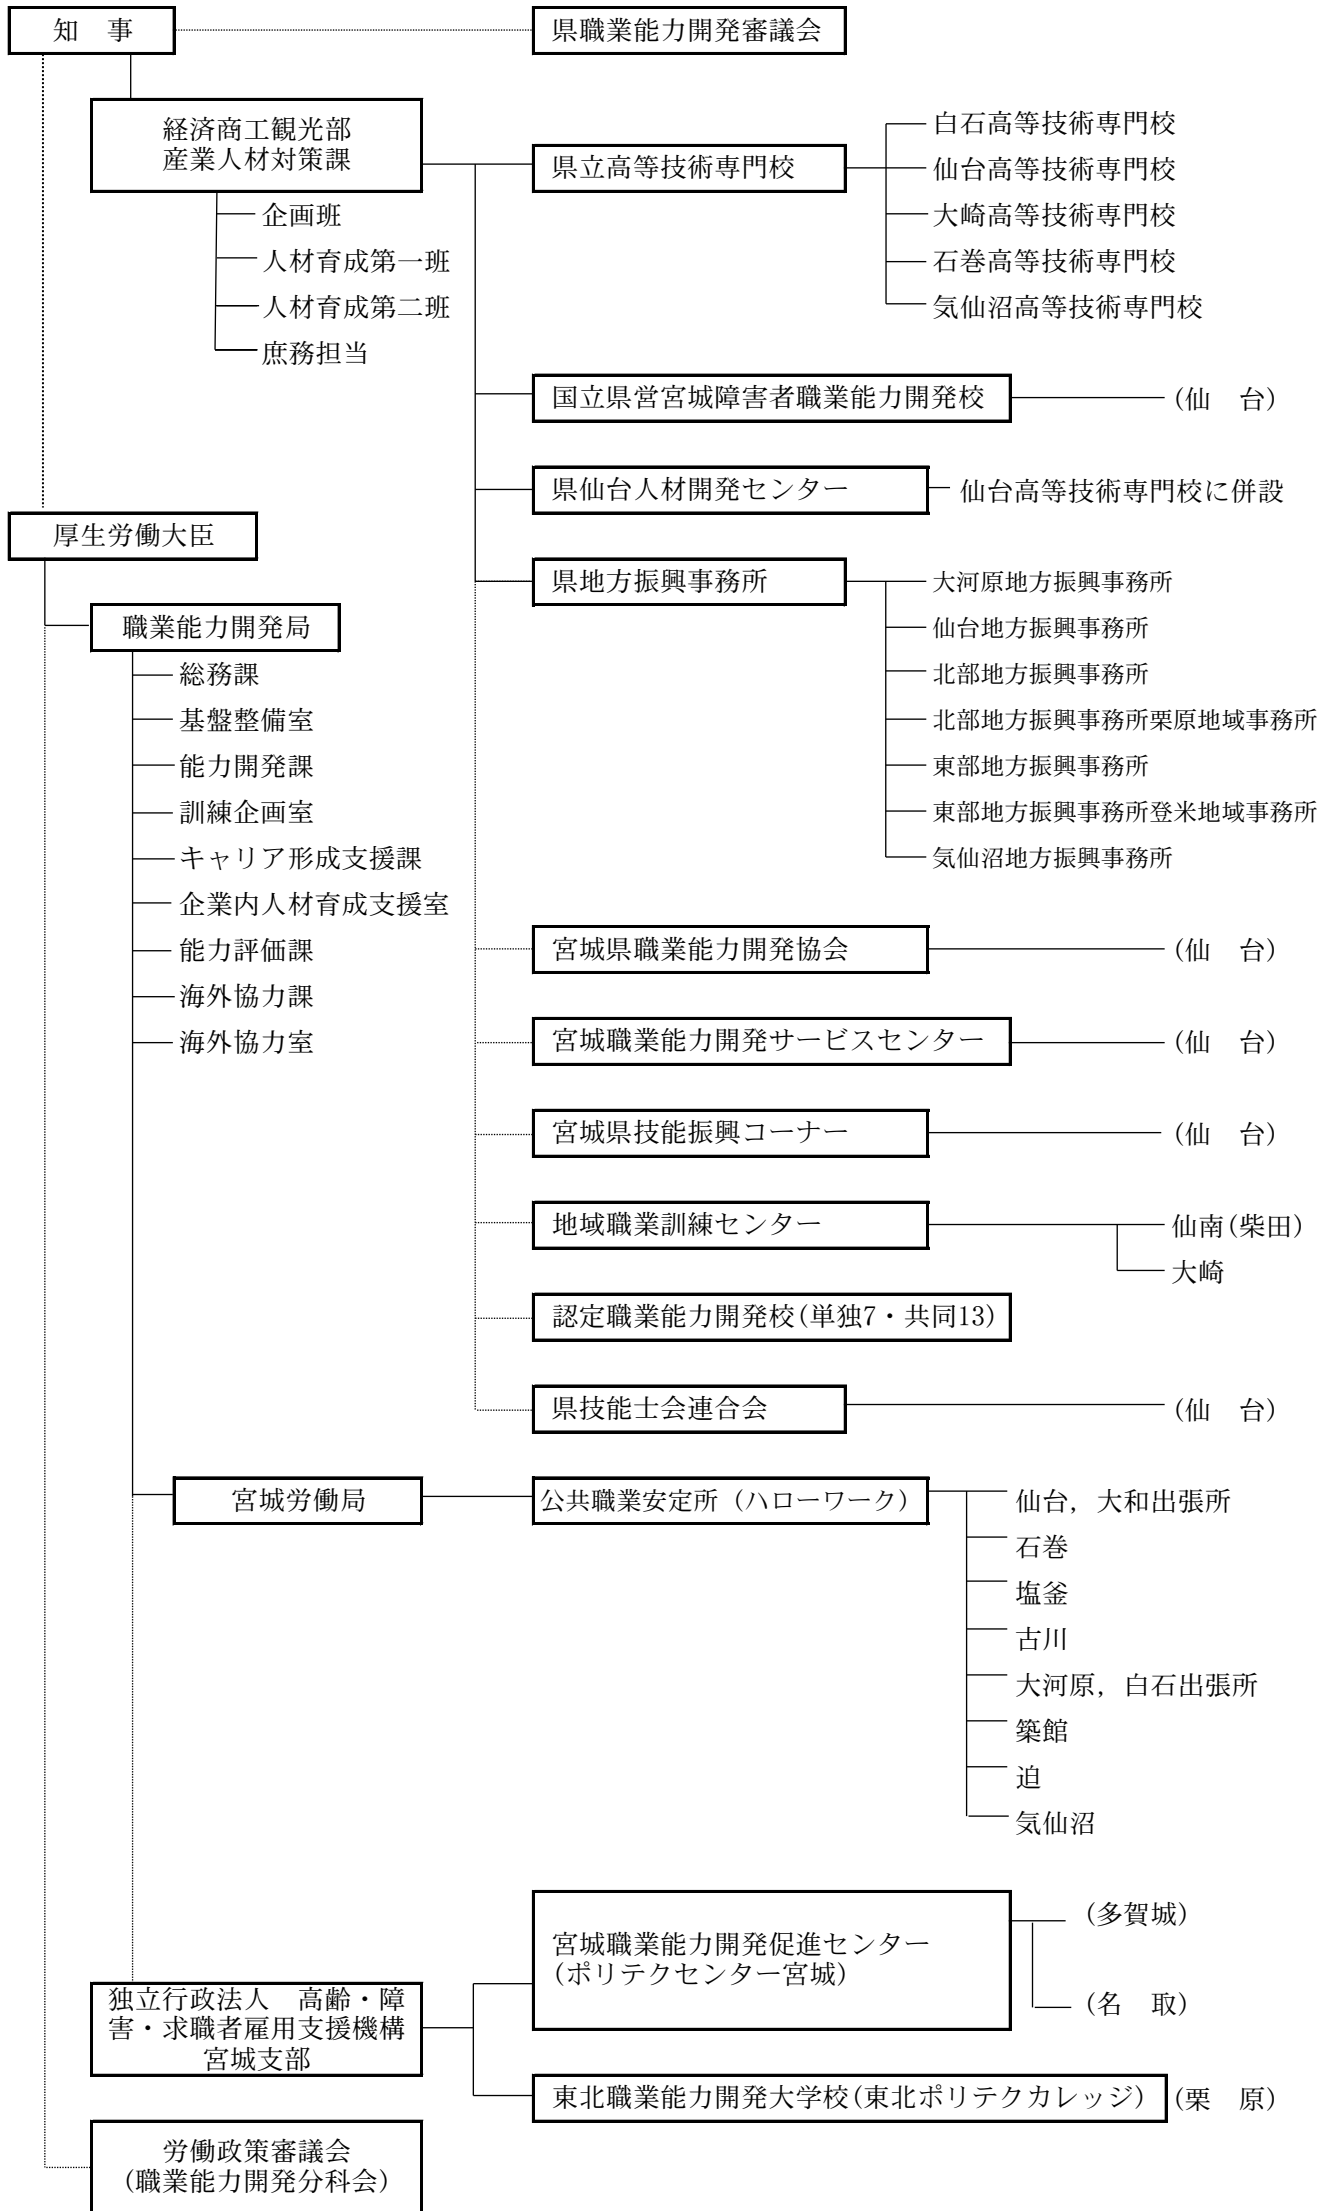 知　事
県職業能力開発審議会
経済商工観光部
産業人材対策課
企画班
人材育成第一班
人材育成第二班
庶務担当
県立高等技術専門校
白石高等技術専門校
仙台高等技術専門校
大崎高等技術専門校
石巻高等技術専門校
気仙沼高等技術専門校
国立県営宮城障害者職業能力開発校
(仙　台)
県仙台人材開発センター
仙台高等技術専門校に併設
県地方振興事務所
大河原地方振興事務所
仙台地方振興事務所
北部地方振興事務所
北部地方振興事務所栗原地域事務所
東部地方振興事務所
東部地方振興事務所登米地域事務所
気仙沼地方振興事務所
宮城県職業能力開発協会
(仙　台)
宮城職業能力開発サービスセンター
(仙　台)
宮城県技能振興コーナー
(仙　台)
地域職業訓練センター
仙南(柴田)
大崎
認定職業能力開発校(単独7・共同13)
県技能士会連合会
(仙　台)
厚生労働大臣
職業能力開発局
総務課
基盤整備室
能力開発課
訓練企画室
キャリア形成支援課
企業内人材育成支援室
能力評価課
海外協力課
海外協力室
宮城労働局
公共職業安定所（ハローワーク）
仙台，大和出張所
石巻
塩釜
古川
大河原，白石出張所
築館
迫
気仙沼
独立行政法人　高齢・障
害・求職者雇用支援機構
宮城支部
宮城職業能力開発促進センター
(ポリテクセンター宮城)
(多賀城)
(名　取)
東北職業能力開発大学校(東北ポリテクカレッジ)
(栗　原)
労働政策審議会
(職業能力開発分科会)